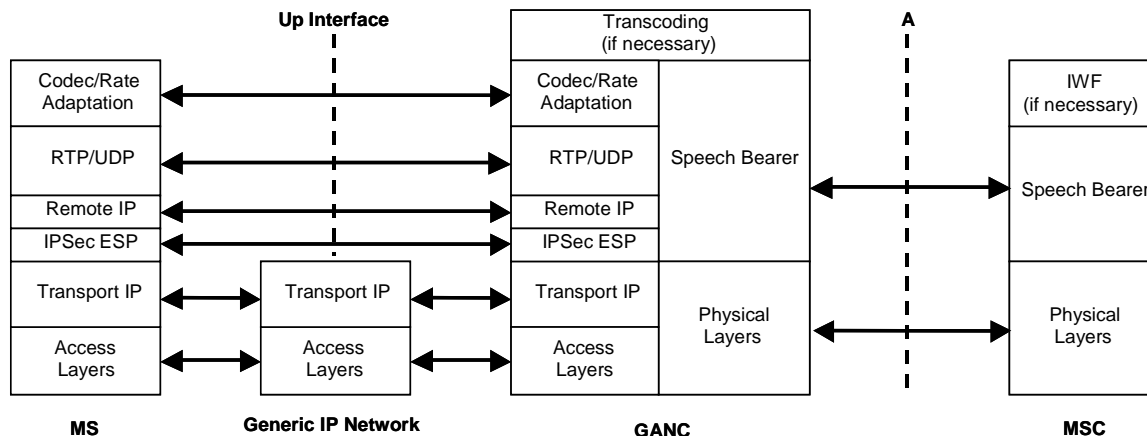 Up Interface
A
Transcoding
(if necessary)
Codec/Rate
Adaptation
Codec/Rate
Adaptation
IWF
(if necessary)
RTP/UDP
RTP/UDP
Speech Bearer
Speech Bearer
Remote IP
Remote IP
IPSec ESP
IPSec ESP
Transport IP
Transport IP
Transport IP
Physical
Layers
Physical
Layers
Access
Layers
Access
Layers
Access
Layers
MS
Generic IP Network
GANC
MSC